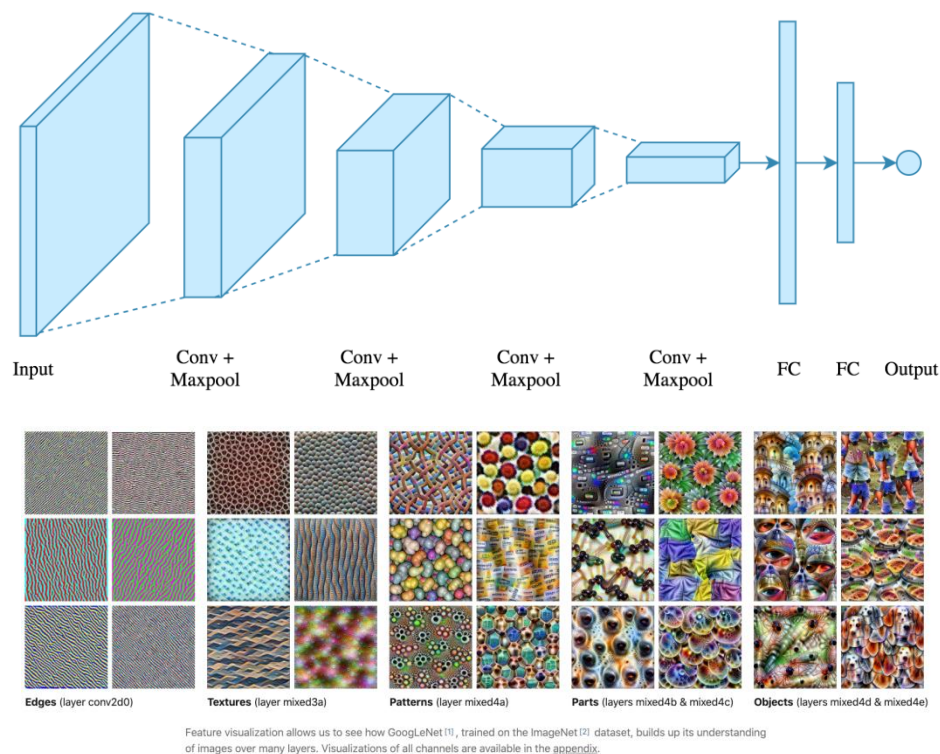 Input
Conv +
Maxpool
Conv +
Maxpool
Conv +
Maxpool
Conv +
Maxpool
FC
FC
Output
Edges (layer conv2d0)
Textures (layer mixed3a)
Patterns (layer mixed4a)
Parts (layers mixed4b & mixed4c)
Objects (layers mixed4d & mixed4e)
Feature visualization allows us to see how GoogLeNet [1], trained on the ImageNet [2] dataset, builds up its understanding
of images over many layers. Visualizations of all channels are available in the appendix.